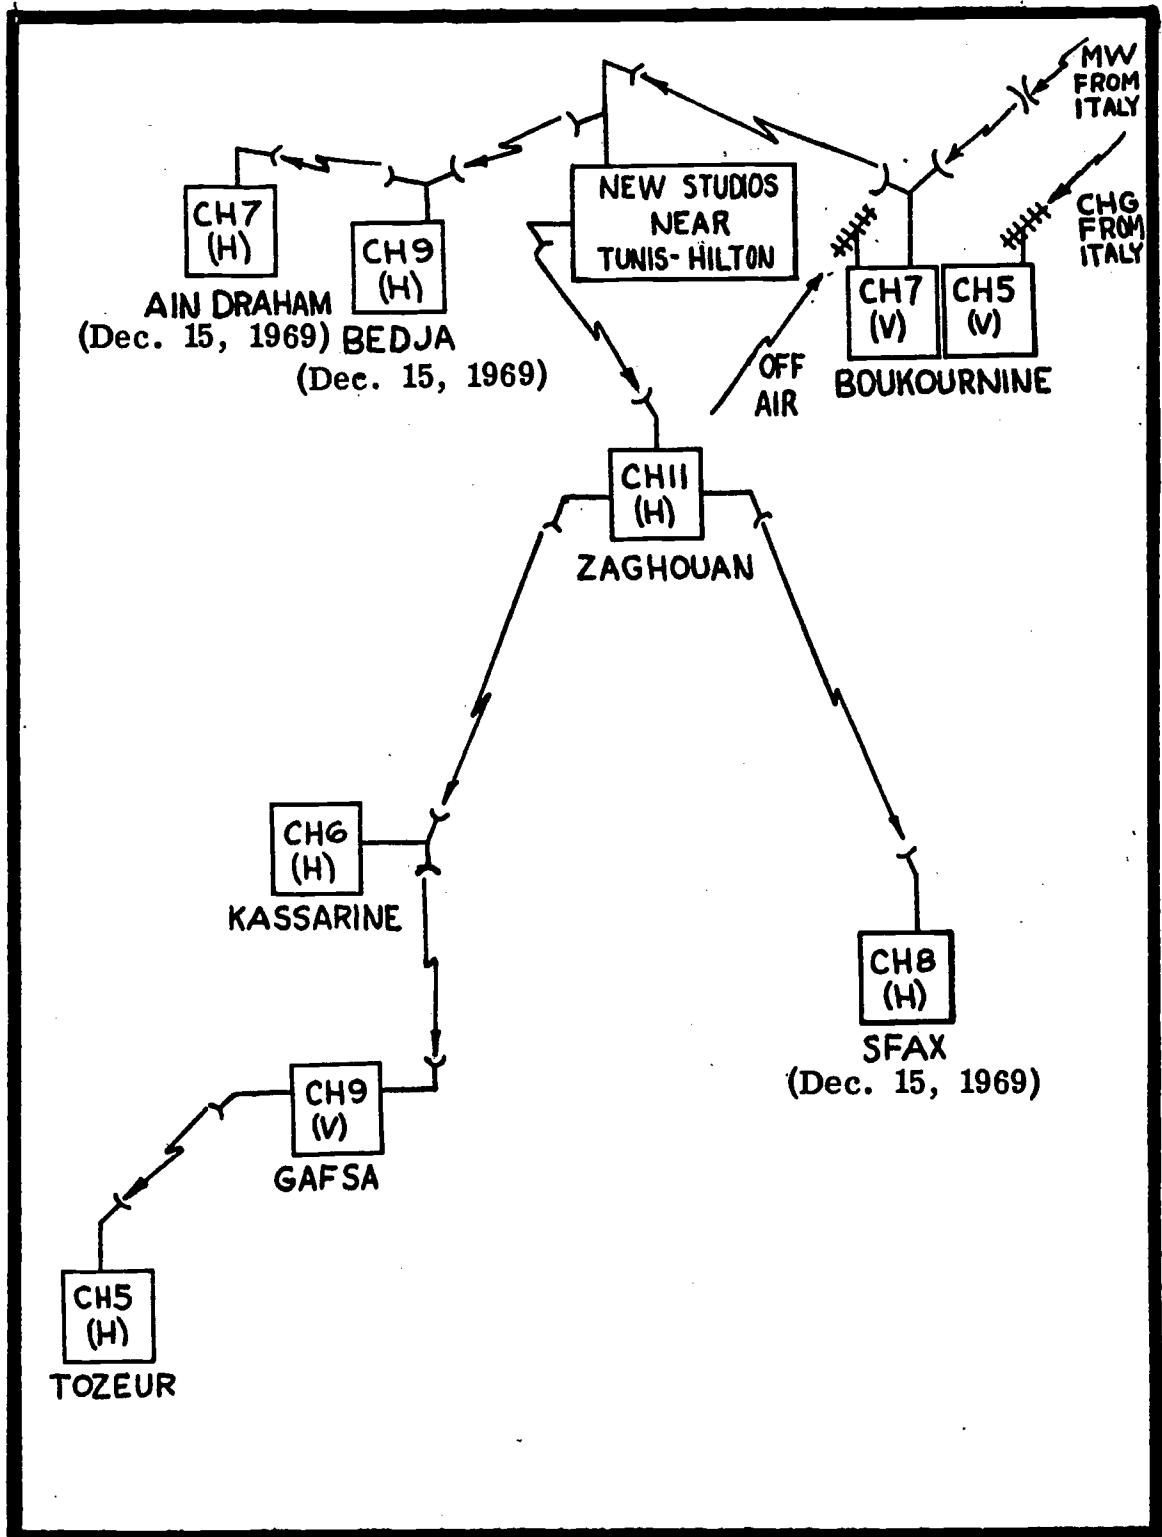 MW
FROM
ITALY
NEW STUDIOS
NEAR
TUNIS-HILTON
CH7
(H)
AIN DRAHAM
(Dec. 15, 1969)
CH9
(H)
BEDJA
(Dec. 15, 1969)
CHG
FROM
ITALY
CH7
(V)
CH5
(V)
BOUKOURNINE
OFF
AIR
CH11
(H)
ZAGHOUAN
CH6
(H)
KASSARINE
CH8
(H)
SFAX
(Dec. 15, 1969)
CH9
(V)
GAFSA
CH5
(H)
TOZEUR